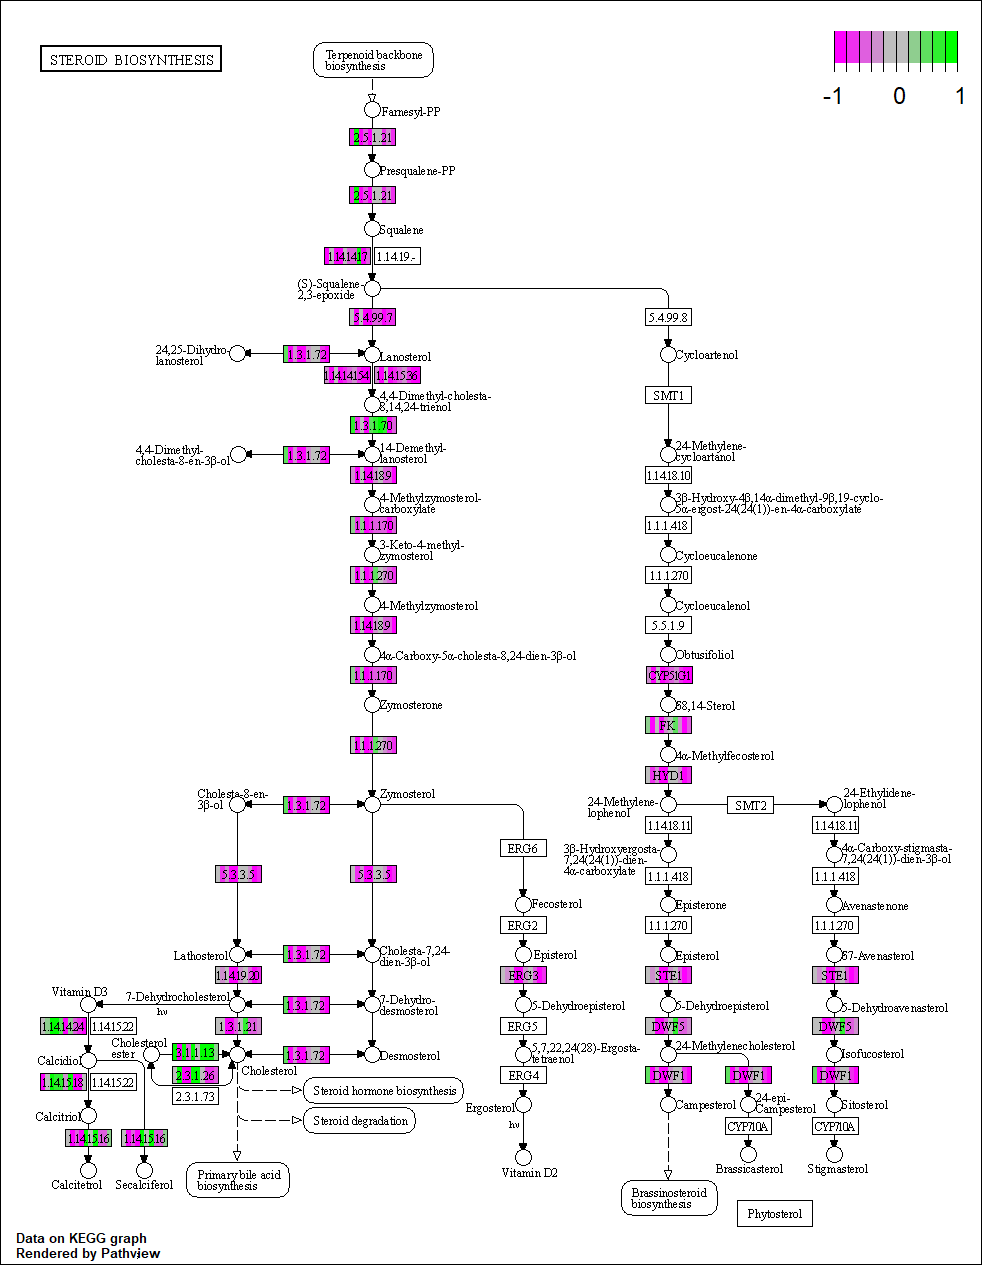 STEROID BIOSYNTHESIS
Terpenoid backbone
biosynthesis
-1
0
1
Farnesyl-PP
2.5.1.21
Presqualene-PP
2.5.1.21
Squalene
1.14.14.17
1.14.19.-
(S)-Squalene-
2,3-epoxide
5.4.99.7
5.4.99.8
24,25-Dihydro-
lanosterol
1.3.1.72
Lanosterol
Cycloartenol
1.14.14.154
1.14.15.36
4,4-Dimethyl-cholesta-
8,14,24-trienol
SMT1
1.3.1.70
4,4-Dimethyl-
cholesta-8-en-3β-ol
1.3.1.72
14-Demethyl-
lanosterol
24-Methylene-
cycloartanol
1.14.18.9
1.14.18.10
4-Methylzymosterol-
carboxylate
3β-Hydroxy-4β,14α-dimethyl-9β,19-cyclo-
5α-ergost-24(24(1))-en-4α-carboxylate
1.1.1.170
1.1.1.418
3-Keto-4-methyl-
zymosterol
Cycloeucalenone
1.1.1.270
1.1.1.270
4-Methylzymosterol
Cycloeucalenol
1.14.18.9
5.5.1.9
4α-Carboxy-5α-cholesta-8,24-dien-3β-ol
Obtusifoliol
1.1.1.170
CYP51G1
Zymosterone
δ8,14-Sterol
FK
1.1.1.270
4α-Methylfecosterol
HYD1
Cholesta-8-en-
3β-ol
1.3.1.72
Zymosterol
24-Methylene-
lophenol
SMT2
24-Ethylidene-
lophenol
1.14.18.11
1.14.18.11
ERG6
3β-Hydroxyergosta-
7,24(24(1))-dien-
4α-carboxylate
4α-Carboxy-stigmasta-
7,24(24(1))-dien-3β-ol
5.3.3.5
5.3.3.5
1.1.1.418
1.1.1.418
Fecosterol
Episterone
Avenastenone
ERG2
1.1.1.270
1.1.1.270
Lathosterol
1.3.1.72
Cholesta-7,24-
dien-3β-ol
Episterol
Episterol
δ7-Avenasterol
1.14.19.20
ERG3
STE1
STE1
Vitamin D3
7-Dehydrocholesterol
hν
1.3.1.72
7-Dehydro-
desmosterol
5-Dehydroepisterol
5-Dehydroepisterol
5-Dehydroavenasterol
1.14.14.24
1.14.15.22
1.3.1.21
ERG5
DWF5
DWF5
Cholesterol
ester
3.1.1.13
Calcidiol
1.3.1.72
Desmosterol
5,7,22,24(28)-Ergosta-
tetraenol
24-Methylenecholesterol
Isofucosterol
Cholesterol
2.3.1.26
1.14.15.18
1.14.15.22
ERG4
DWF1
DWF1
DWF1
2.3.1.73
Steroid hormone biosynthesis
Calcitriol
Ergosterol
Campesterol
24-epi-
Campesterol
Sitosterol
Steroid degradation
hν
CYP710A
CYP710A
1.14.15.16
1.14.15.16
Calcitetrol
Secalciferol
Primary bile acid
biosynthesis
Vitamin D2
Brassicasterol
Stigmasterol
Brassinosteroid
biosynthesis
Phytosterol
Data on KEGG graph
Rendered by Pathview